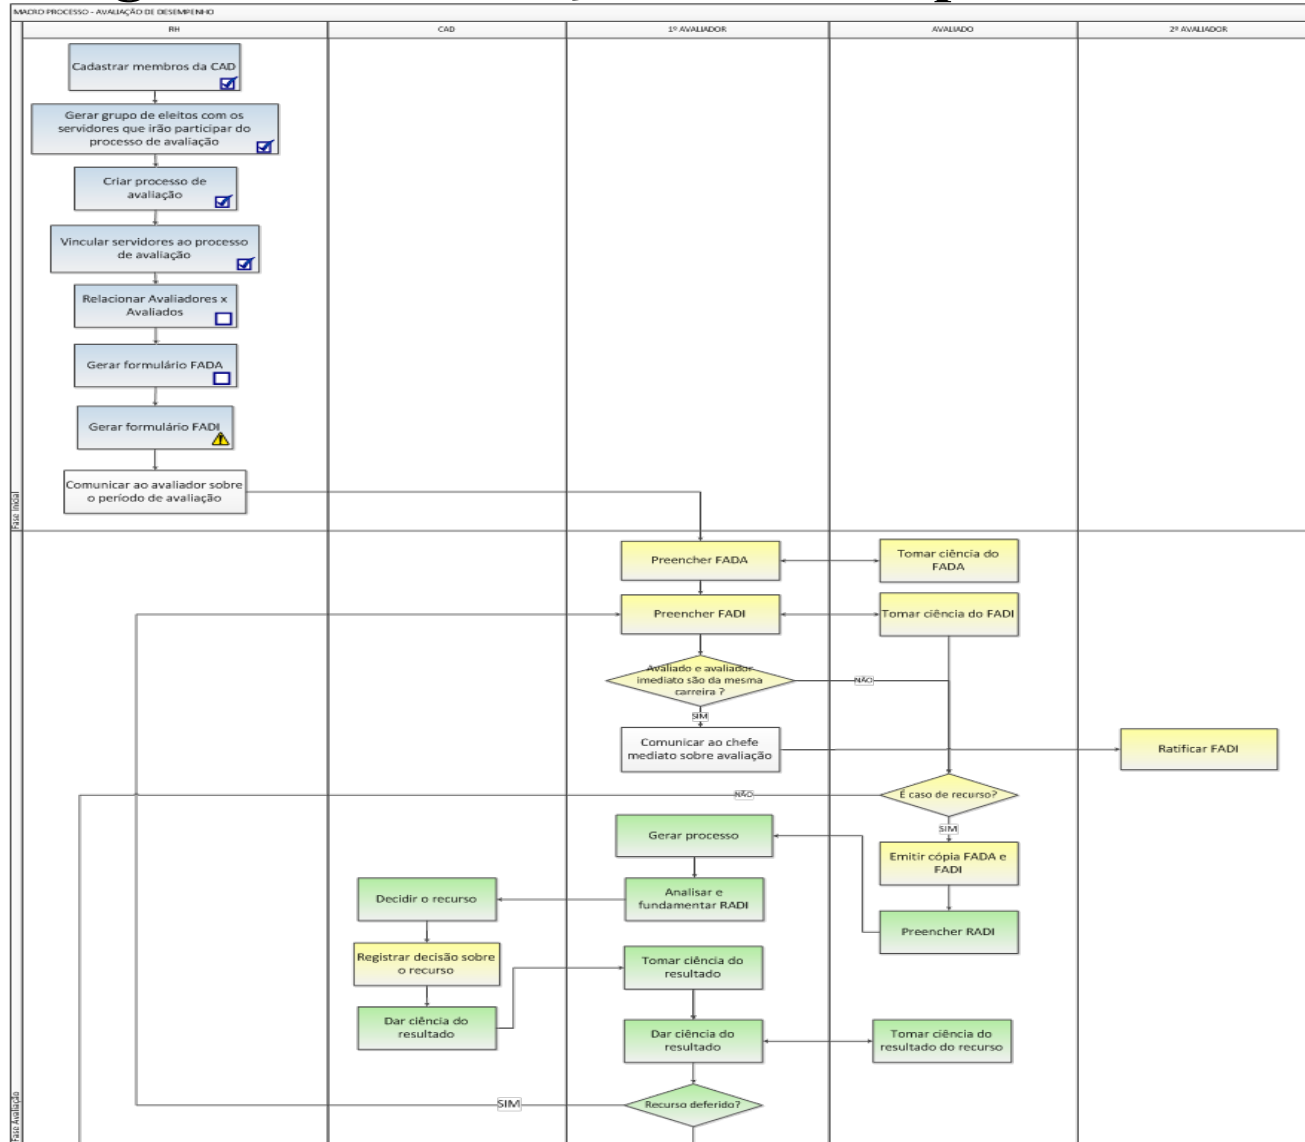 MACRO PROCESSO - AVALIAÇÃO DE DESEMPENHO
RH
CAD
1º AVALIADOR
AVALIADO
2º AVALIADOR
Cadastrar membros da CAD
Gerar grupo de eleitos com os
servidores que irão participar do
processo de avaliação
Criar processo de
avaliação
Vincular servidores ao processo
de avaliação
Relacionar Avaliadores x
Avaliados
Gerar formulário FADA
Gerar formulário FADI
Comunicar ao avaliador sobre
o período de avaliação
Fase Inicial
Preencher FADA
Tomar ciência do
FADA
Preencher FADI
Tomar ciência do FADI
Avaliado e avaliador
imediato são da mesma
carreira ?
NÃO
SIM
Comunicar ao chefe
mediato sobre avaliação
Ratificar FADI
É caso de recurso?
NÃO
SIM
Gerar processo
Emitir cópia FADA e
FADI
Analisar e
fundamentar RADI
Decidir o recurso
Preencher RADI
Registrar decisão sobre
o recurso
Tomar ciência do
resultado
Dar ciência do
resultado
Dar ciência do
resultado
Tomar ciência do
resultado do recurso
Recurso deferido?
SIM
Fase Avaliação